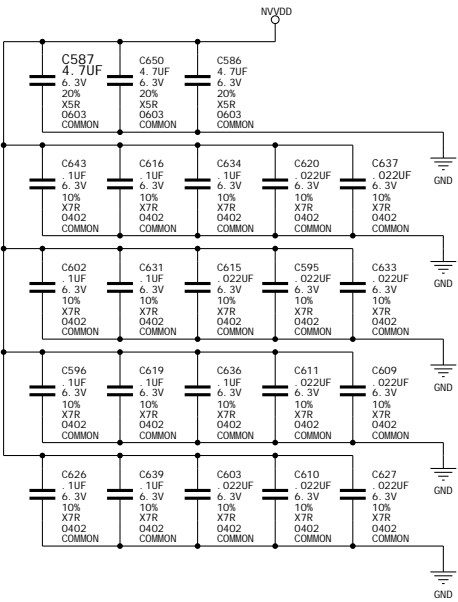 NVVDD
C587
4.7UF
6.3V
20%
X5R
0603
COMMON
C650
4.7UF
6.3V
20%
X5R
0603
COMMON
C586
4.7UF
6.3V
20%
X5R
0603
COMMON
GND
C643
.1UF
6.3V
10%
X7R
0402
COMMON
C616
.1UF
6.3V
10%
X7R
0402
COMMON
C634
.1UF
6.3V
10%
X7R
0402
COMMON
C620
.022UF
6.3V
10%
X7R
0402
COMMON
C637
.022UF
6.3V
10%
X7R
0402
COMMON
GND
C602
.1UF
6.3V
10%
X7R
0402
COMMON
C631
.1UF
6.3V
10%
X7R
0402
COMMON
C615
.022UF
6.3V
10%
X7R
0402
COMMON
C595
.022UF
6.3V
10%
X7R
0402
COMMON
C633
.022UF
6.3V
10%
X7R
0402
COMMON
GND
C596
.1UF
6.3V
10%
X7R
0402
COMMON
C619
.1UF
6.3V
10%
X7R
0402
COMMON
C636
.1UF
6.3V
10%
X7R
0402
COMMON
C611
.022UF
6.3V
10%
X7R
0402
COMMON
C609
.022UF
6.3V
10%
X7R
0402
COMMON
GND
C626
.1UF
6.3V
10%
X7R
0402
COMMON
C639
.1UF
6.3V
10%
X7R
0402
COMMON
C603
.022UF
6.3V
10%
X7R
0402
COMMON
C610
.022UF
6.3V
10%
X7R
0402
COMMON
C627
.022UF
6.3V
10%
X7R
0402
COMMON
GND